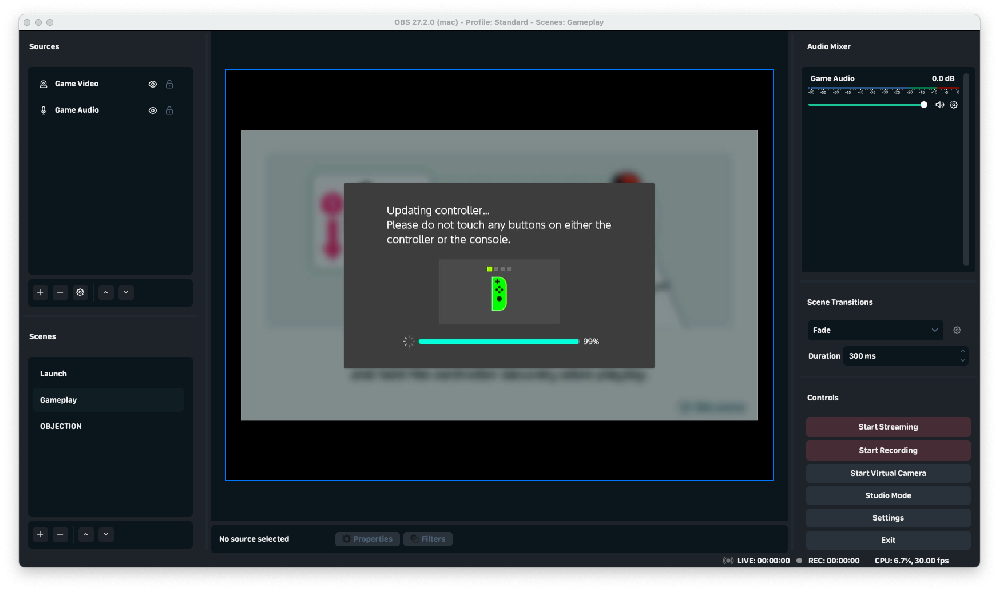 OBS 27.2.0 (mac) - Profile: Standard - Scenes: Gameplay
Sources
Game Video
Game Audio
Scenes
Launch
Gameplay
OBJECTION
Updating controller...
Please do not touch any buttons on either the
controller or the console.
99%
No source selected
Properties
Filters
Audio Mixer
Game Audio 0.0 dB
Scene Transitions
Fade
Duration 300 ms
Controls
Start Streaming
Start Recording
Start Virtual Camera
Studio Mode
Settings
Exit
LIVE: 00:00:00 REC: 00:00:00 CPU: 6.7%, 30.00 fps